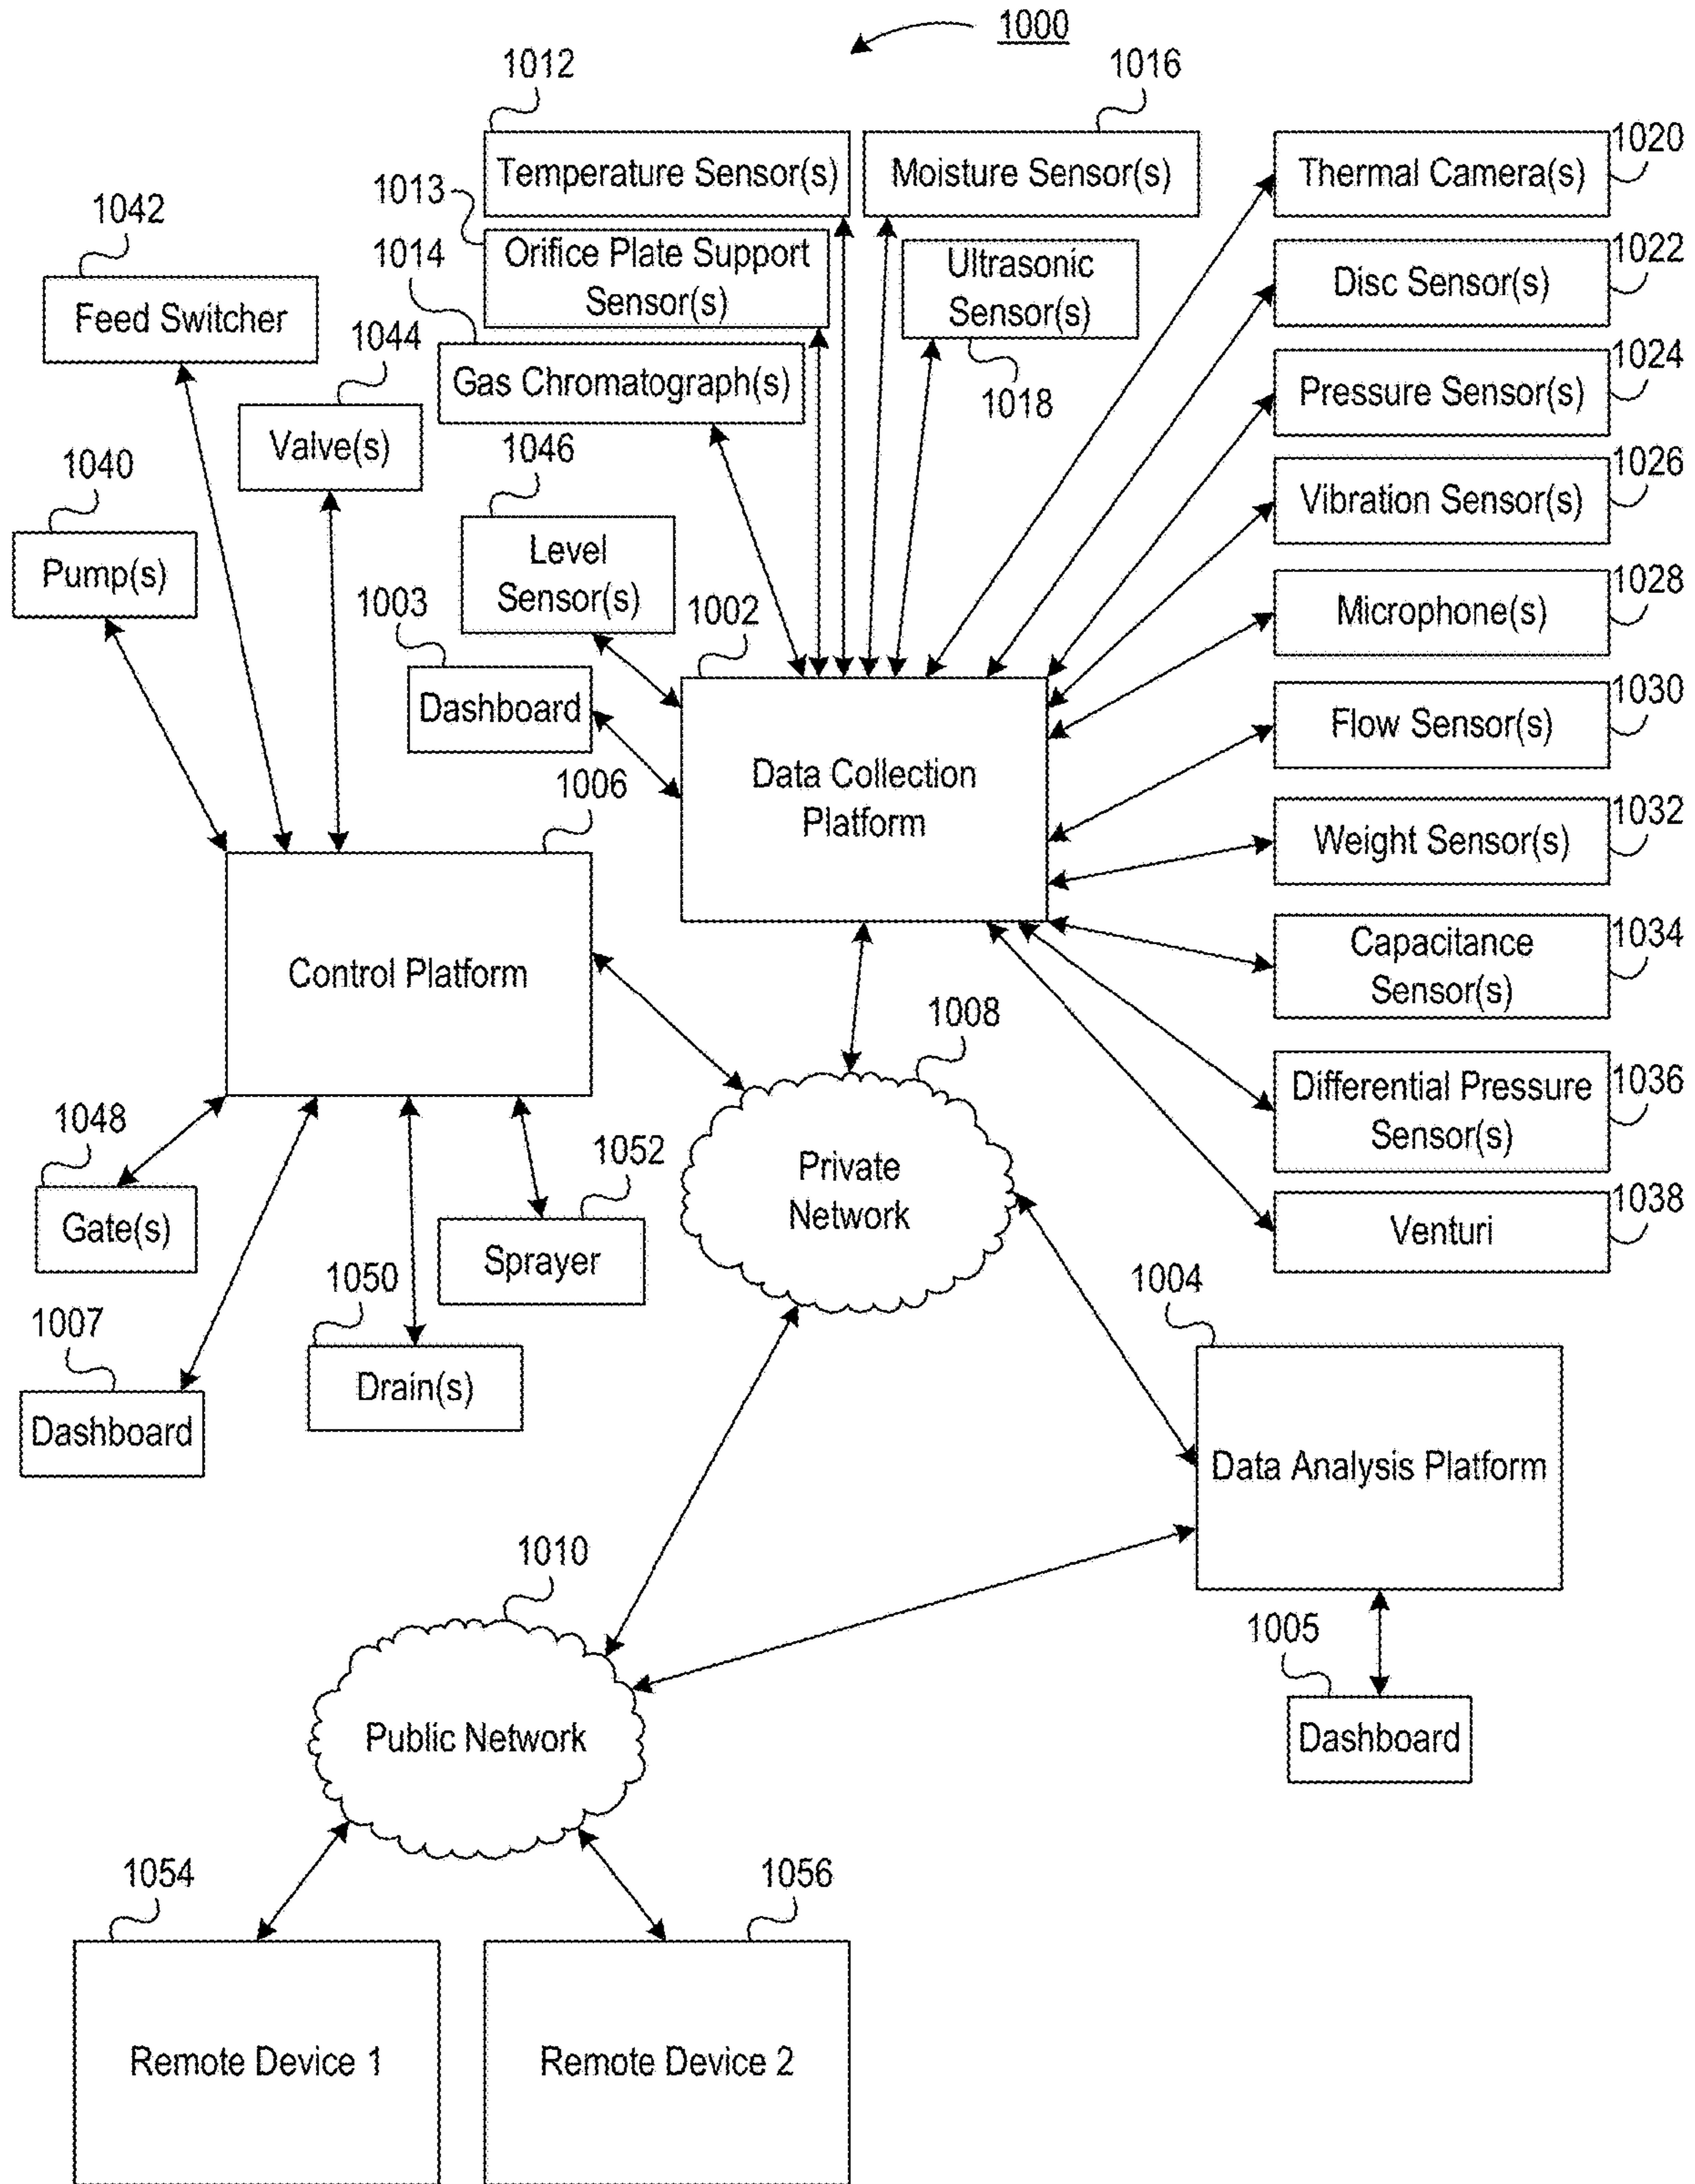 1000
1012
1016
Temperature Sensor(s)
Moisture Sensor(s)
Thermal Camera(s)
1020
1013
1042
Orifice Plate Support
Sensor(s)
Ultrasonic
Sensor(s)
1018
Disc Sensor(s)
1022
1014
Feed Switcher
1044
Gas Chromatograph(s)
Pressure Sensor(s)
1024
Valve(s)
1046
1040
Vibration Sensor(s)
1026
Pump(s)
Level
Sensor(s)
1003
1002
Microphone(s)
1028
Dashboard
Flow Sensor(s)
1030
1006
Data Collection
Platform
Weight Sensor(s)
1032
Control Platform
Capacitance
Sensor(s)
1034
1008
Differential Pressure
Sensor(s)
1036
1048
1052
Private
Network
Gate(s)
Sprayer
Venturi
1038
1050
1004
1007
Drain(s)
Dashboard
Data Analysis Platform
1010
1005
Public Network
Dashboard
1054
1056
Remote Device 1
Remote Device 2